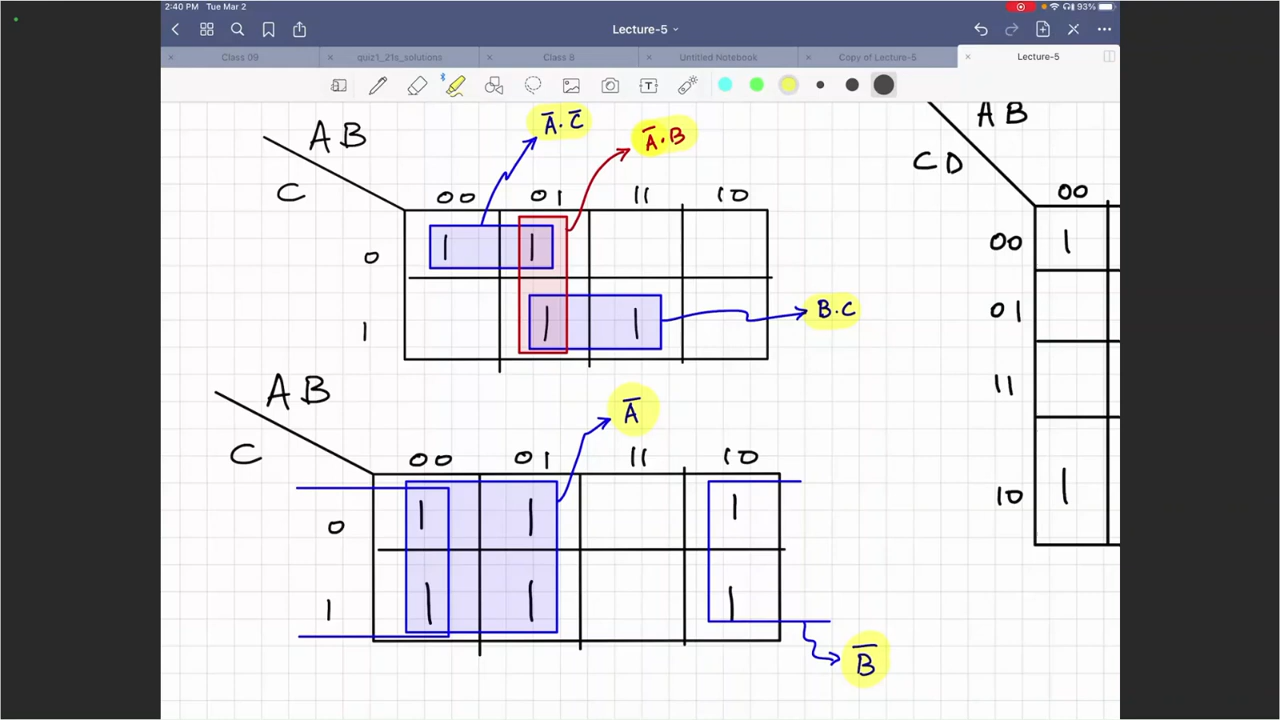 2:40 PM Tue Mar 2
93%
Lecture-5
Class 09
quiz1_21s_solutions
Class 8
Untitled Notebook
Copy of Lecture-5
Lecture-5
A̅.C̅
A̅.B
AB
C
00 01 11 10
0 1 1
1 1 1
B.C
AB
C
A̅
00 01 11 10
0 1 1 1
1 1 1 1
B̅
AB
CD
00
00 1
01
11
10 1